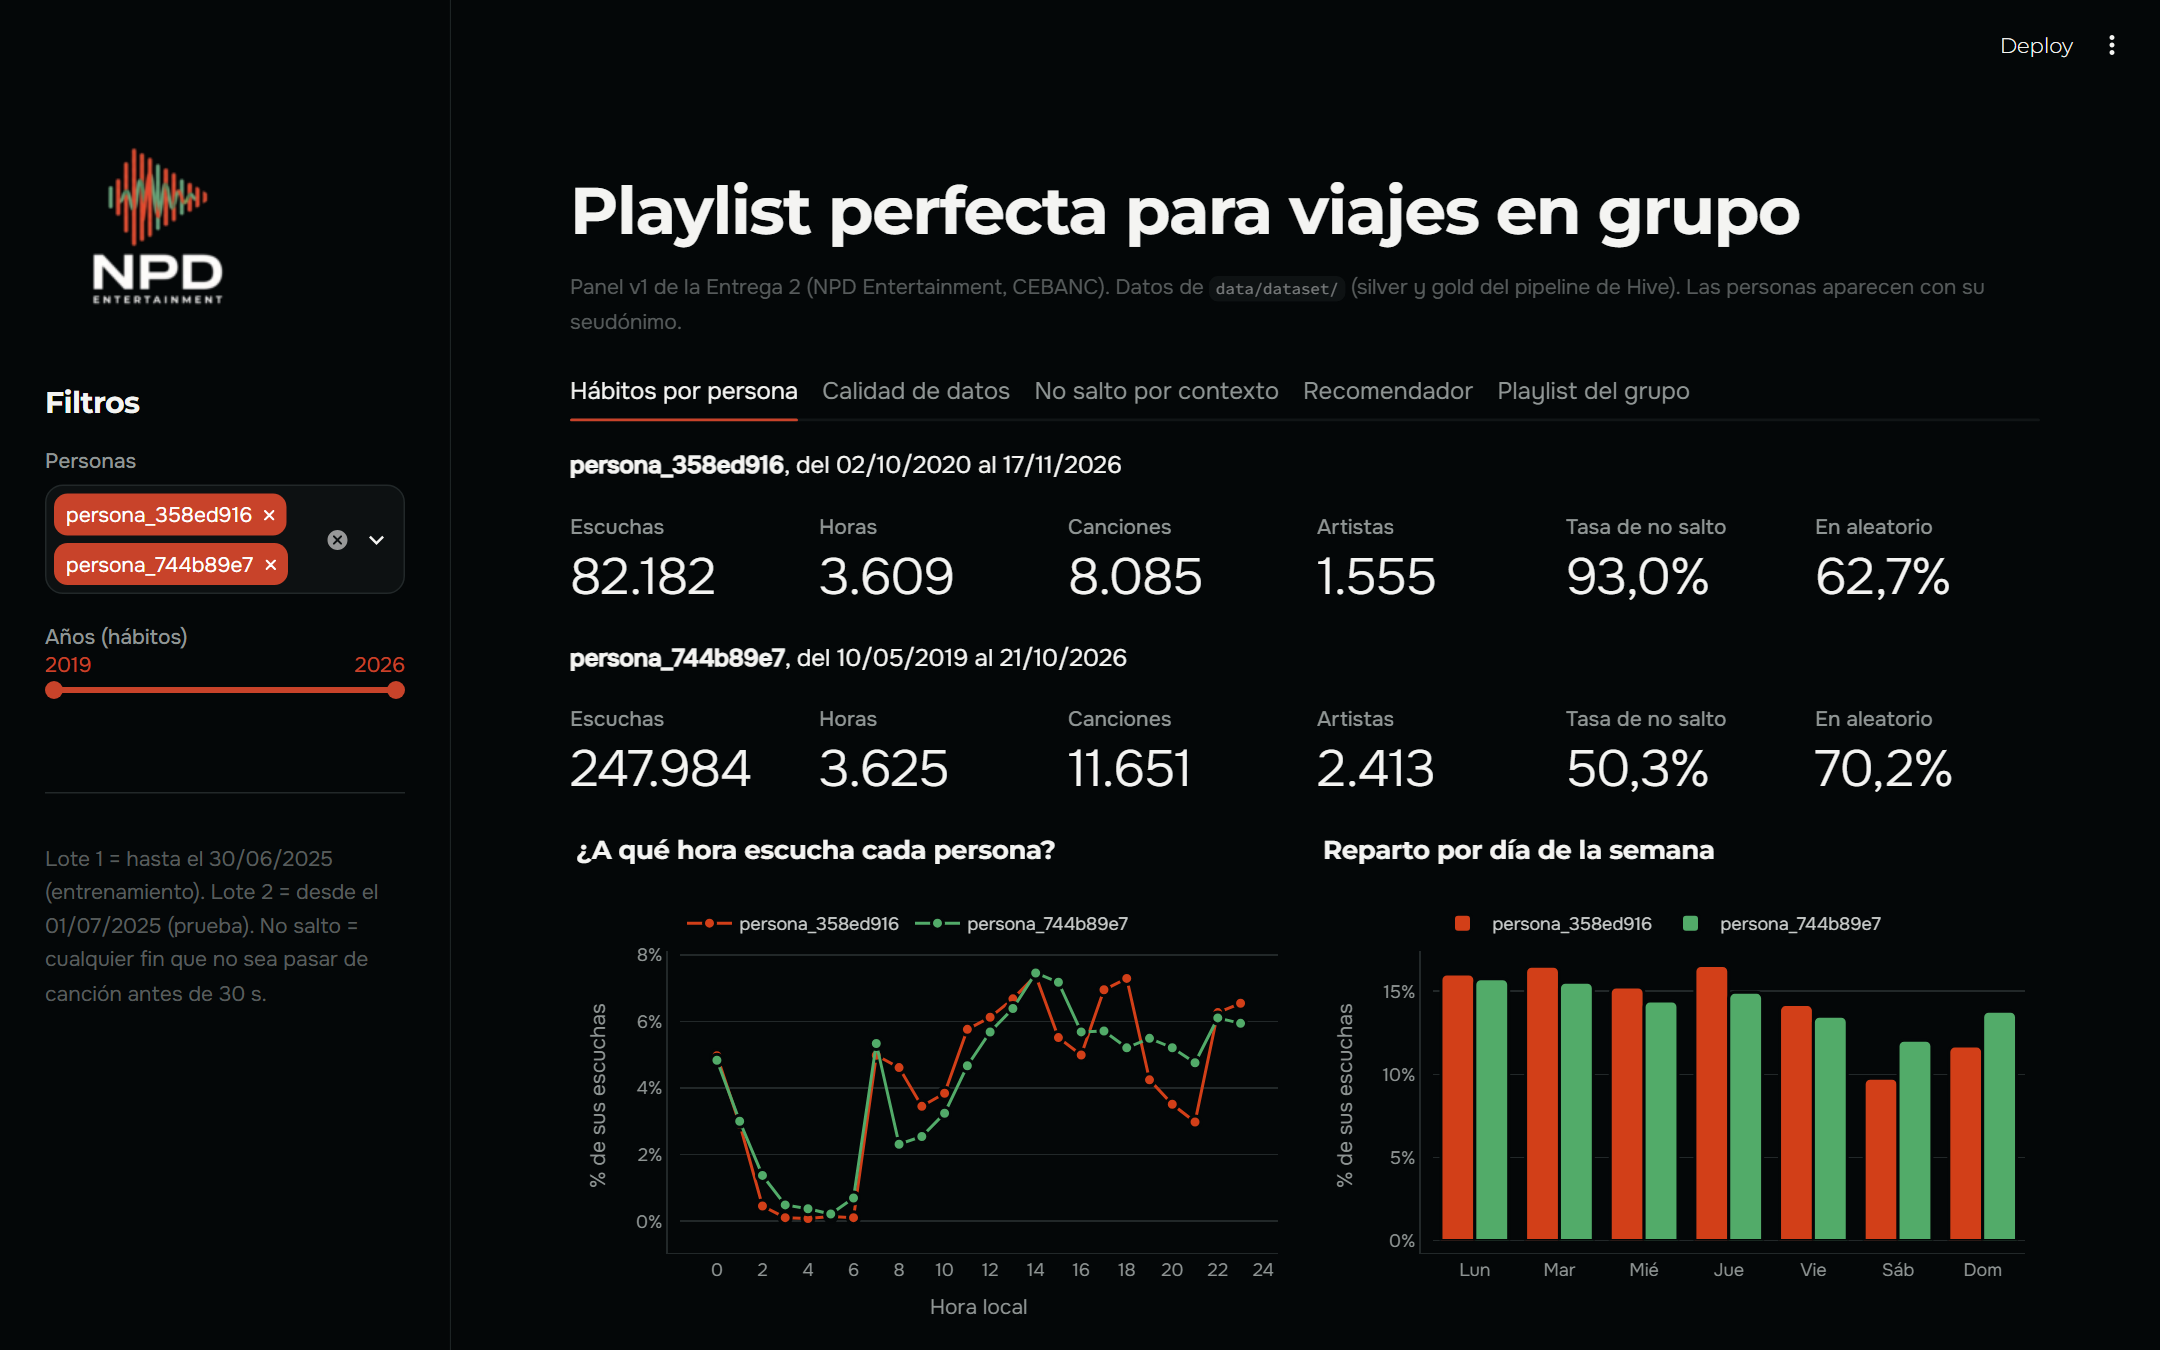 Deploy
NPD
ENTERTAINMENT
Filtros
Personas
persona_358ed916
persona_744b89e7
Años (hábitos)
2019 2026
Lote 1 = hasta el 30/06/2025
(entrenamiento). Lote 2 = desde el
01/07/2025 (prueba). No salto =
cualquier fin que no sea pasar de
canción antes de 30 s.
Playlist perfecta para viajes en grupo
Panel v1 de la Entrega 2 (NPD Entertainment, CEBANC). Datos de data/dataset/ (silver y gold del pipeline de Hive). Las personas aparecen con su
seudónimo.
Hábitos por persona Calidad de datos No salto por contexto Recomendador Playlist del grupo
persona_358ed916, del 02/10/2020 al 17/11/2026
Escuchas Horas Canciones Artistas Tasa de no salto En aleatorio
82.182 3.609 8.085 1.555 93,0% 62,7%
persona_744b89e7, del 10/05/2019 al 21/10/2026
Escuchas Horas Canciones Artistas Tasa de no salto En aleatorio
247.984 3.625 11.651 2.413 50,3% 70,2%
¿A qué hora escucha cada persona?
persona_358ed916 persona_744b89e7
% de sus escuchas
8%
6%
4%
2%
0%
0 2 4 6 8 10 12 14 16 18 20 22 24
Hora local
Reparto por día de la semana
persona_358ed916 persona_744b89e7
% de sus escuchas
15%
10%
5%
0%
Lun Mar Mié Jue Vie Sáb Dom